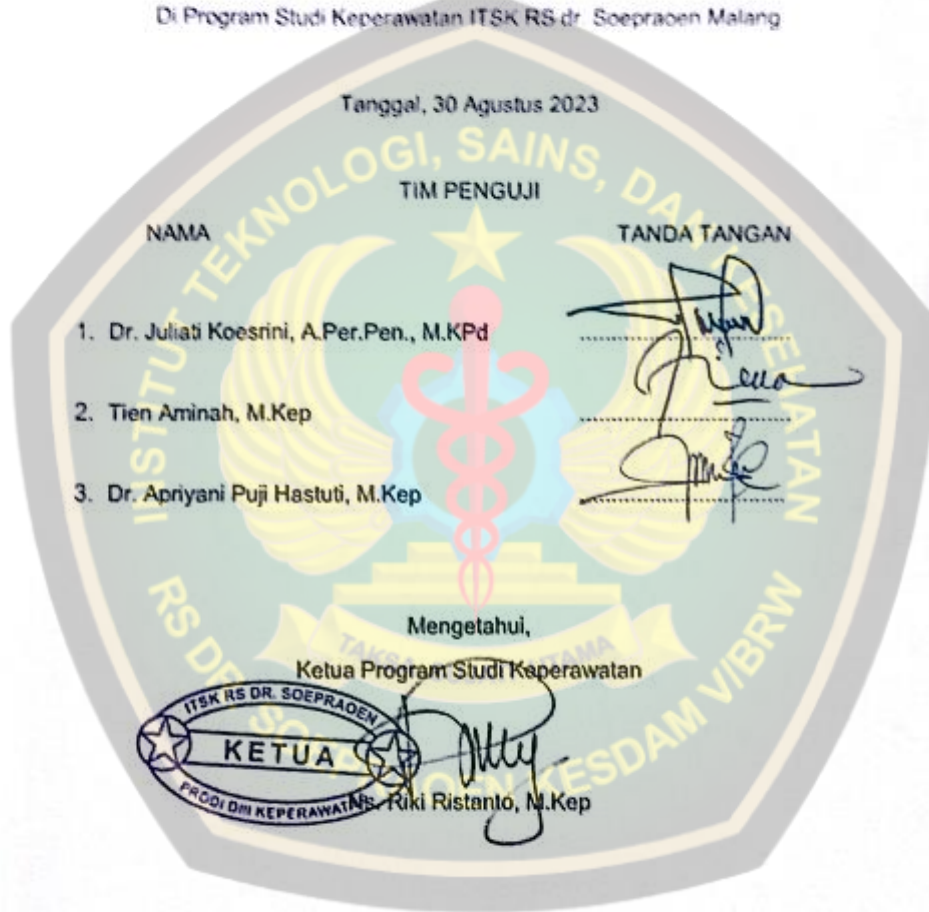 Di Program Studi Keperawatan ITSK RS dr. Soepraoen Malang
Tanggal, 30 Agustus 2023
INSTITUT TEKNOLOGI, SAINS, DAN KESEHATAN
TIM PENGUJI
NAMA TANDA TANGAN
1. Dr. Juliati Koesrini, A.Per.Pen., M.KPd
2. Tien Aminah, M.Kep
3. Dr. Apriyani Puji Hastuti, M.Kep
RS DR. SOEPRAOEN KESDAM V/BRW
Mengetahui,
Ketua Program Studi Keperawatan
ITSK RS DR. SOEPRAOEN
KETUA
PRODI DIII KEPERAWATAN
Ns. Riki Ristanto, M.Kep